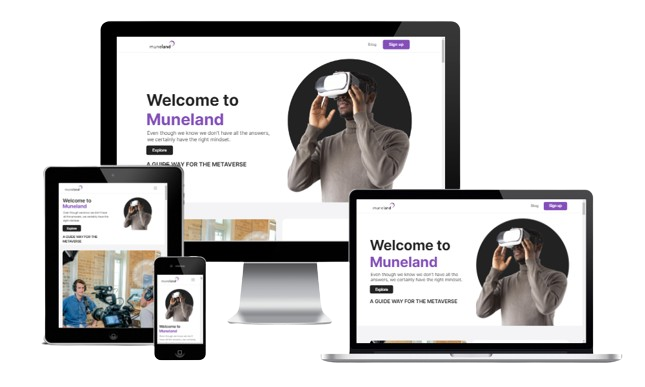 muneland
Blog
Sign up
Welcome to
Muneland
Even though we know we don't have all the answers,
we certainly have the right mindset.
Explore
A GUIDE WAY FOR THE METAVERSE
muneland
Welcome to
Muneland
Explore
A GUIDE WAY FOR THE
METAVERSE
muneland
Welcome to
Muneland
muneland
Blog
Sign up
Welcome to
Muneland
Even though we know we don't have all the
answers, we certainly have the right mindset.
Explore
A GUIDE WAY FOR THE METAVERSE